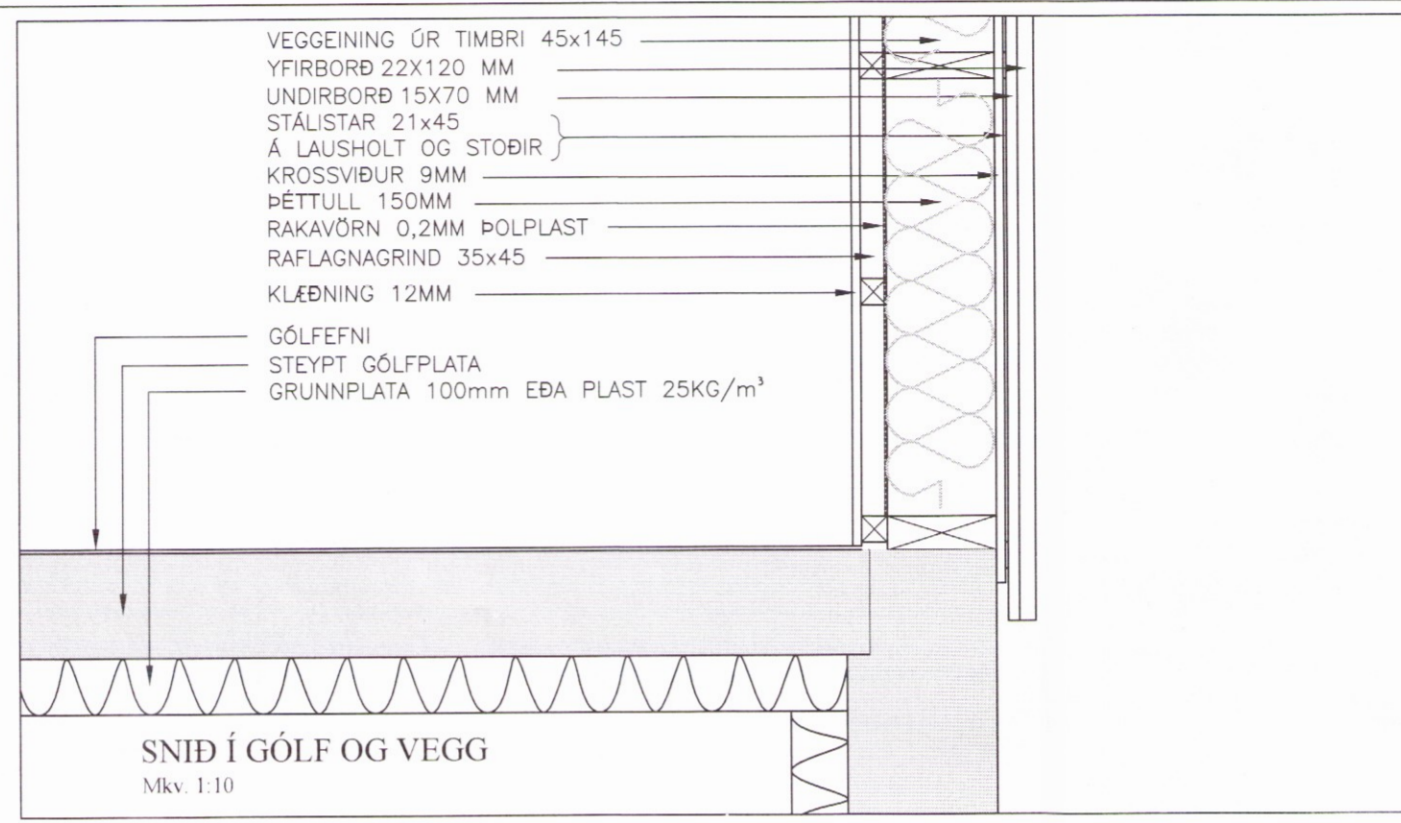 VEGGEINING ÚR TIMBRI 45x145
YFIRBORÐ 22X120 MM
UNDIRBORÐ 15X70 MM
STÁLISTAR 21x45
Á LAUSHOLT OG STOÐIR
KROSSVIÐUR 9MM
ÞÉTTULL 150MM
RAKAVÖRN 0,2MM ÞOLPLAST
RAFLAGNAGRIND 35x45
KLÆÐNING 12MM
GÓLFEFNI
STEYPT GÓLFPLATA
GRUNNPLATA 100mm EÐA PLAST 25KG/m³
SNIÐ Í GÓLF OG VEGG
Mkv. 1:10